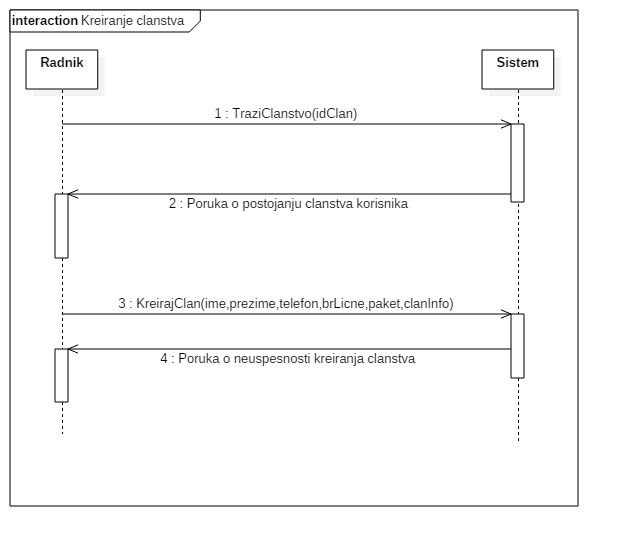 interaction Kreiranje clanstva
Radnik
Sistem
1 : TraziClanstvo(idClan)
2 : Poruka o postojanju clanstva korisnika
3 : KreirajClan(ime,prezime,telefon,brLicne,paket,clanInfo)
4 : Poruka o neuspesnosti kreiranja clanstva